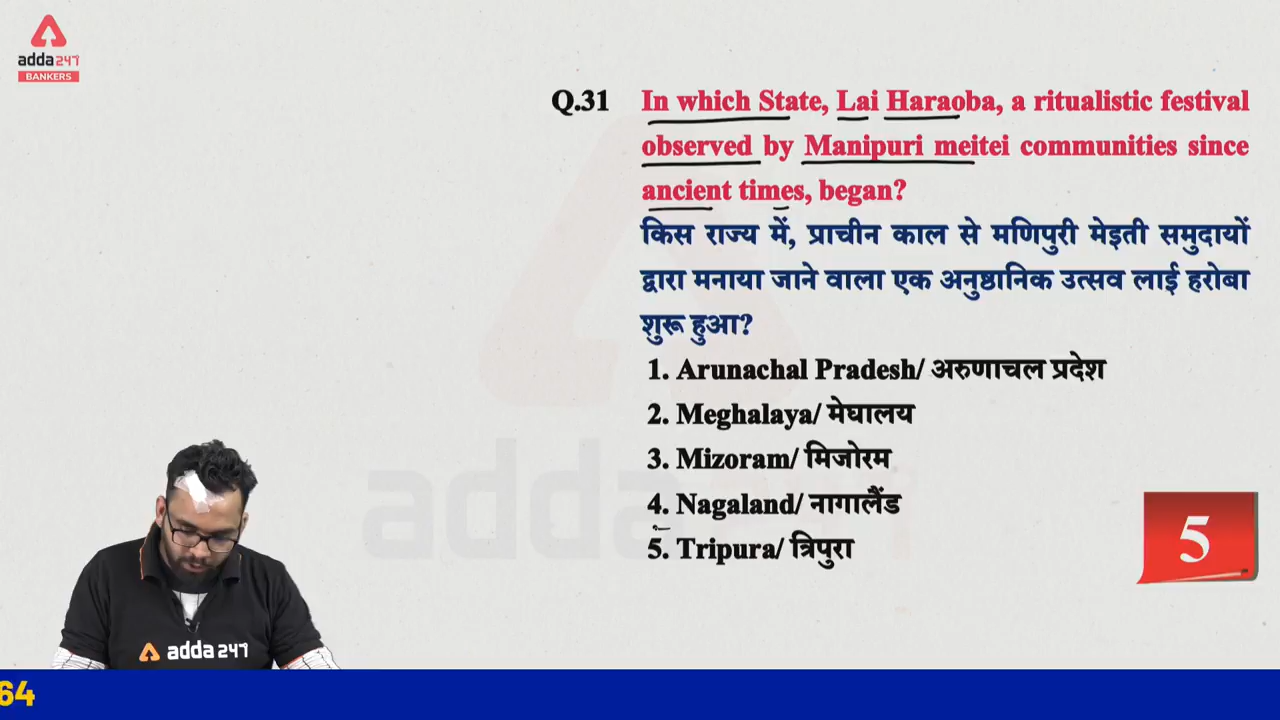 adda247
BANKERS
Q.31 In which State, Lai Haraoba, a ritualistic festival
observed by Manipuri meitei communities since
ancient times, began?
किस राज्य में, प्राचीन काल से मणिपुरी मेइती समुदायों
द्वारा मनाया जाने वाला एक अनुष्ठानिक उत्सव लाई हरोबा
शुरू हुआ?
1. Arunachal Pradesh/ अरुणाचल प्रदेश
2. Meghalaya/ मेघालय
3. Mizoram/ मिजोरम
4. Nagaland/ नागालैंड
5. Tripura/ त्रिपुरा
5
adda
adda247
64